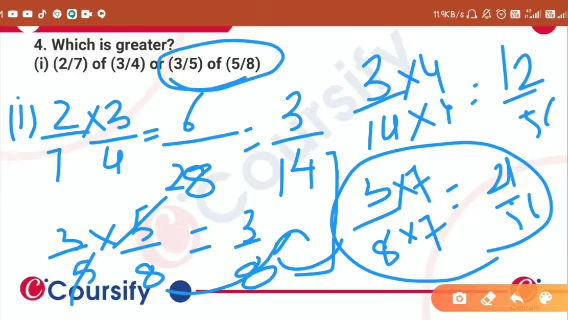 11.9KB/s
4. Which is greater?
(i) (2/7) of (3/4) or (3/5) of (5/8)
(i) 2/7 × 3/4 = 6/28 = 3/14
3×4/14×4 = 12/56
3/5 × 5/8 = 3/8
3×7/8×7 = 21/56
Coursify